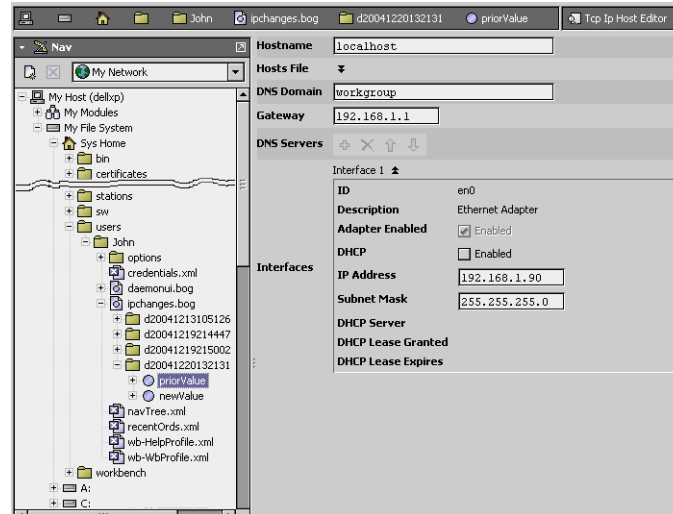 John
ipchanges.bog
d20041220132131
priorValue
Tcp Ip Host Editor
Nav
My Network
My Host (dellxp)
My Modules
My File System
Sys Home
bin
certificates
stations
sw
users
John
options
credentials.xml
daemonui.bog
ipchanges.bog
d20041213105126
d20041219214447
d20041219215002
d20041220132131
priorValue
newValue
navTree.xml
recentOrds.xml
wb-HelpProfile.xml
wb-WbProfile.xml
workbench
A:
C:
Hostname localhost
Hosts File
DNS Domain workgroup
Gateway 192.168.1.1
DNS Servers
Interfaces
Interface 1
ID en0
Description Ethernet Adapter
Adapter Enabled Enabled
DHCP Enabled
IP Address 192.168.1.90
Subnet Mask 255.255.255.0
DHCP Server
DHCP Lease Granted
DHCP Lease Expires